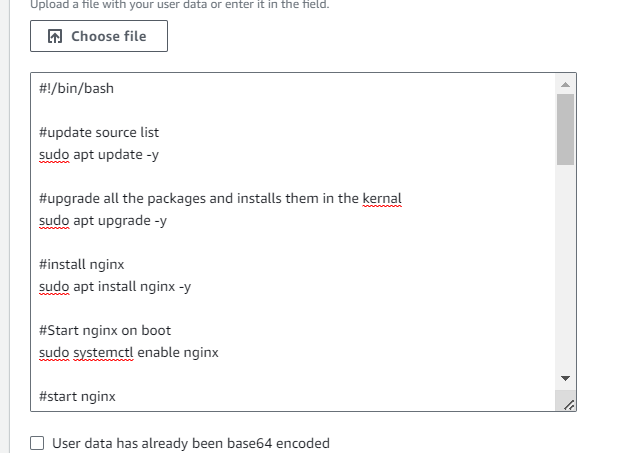 Upload a file with your user data or enter it in the field.
Choose file
#!/bin/bash
#update source list
sudo apt update -y
#upgrade all the packages and installs them in the kernal
sudo apt upgrade -y
#install nginx
sudo apt install nginx -y
#Start nginx on boot
sudo systemctl enable nginx
#start nginx
User data has already been base64 encoded